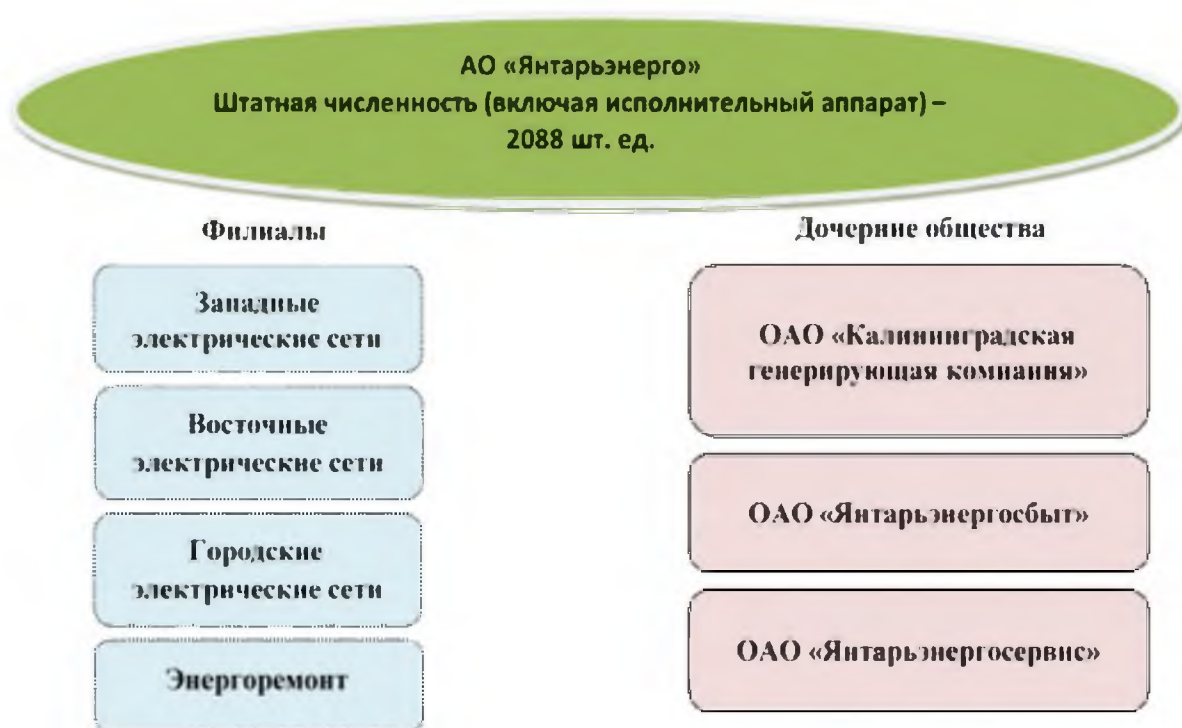 АО «Янтарьэнерго»
Штатная численность (включая исполнительный аппарат) –
2088 шт. ед.
Филиалы
Западные
электрические сети
Восточные
электрические сети
Городские
электрические сети
Энергоремонт
Дочерние общества
ОАО «Калининградская
генерирующая компания»
ОАО «Янтарьэнергосбыт»
ОАО «Янтарьэнергосервис»